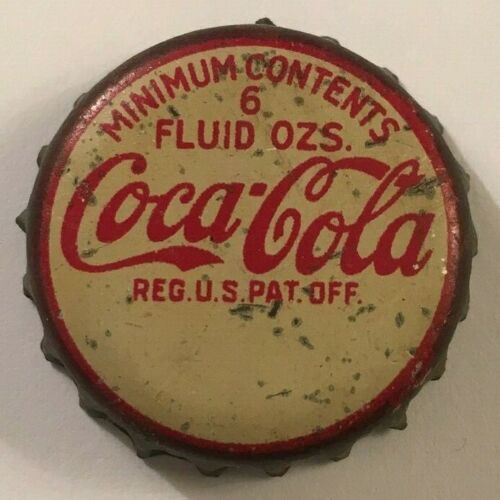 MINIMUM CONTENTS
6
FLUID OZS.
Coca-Cola
REG.U.S.PAT.OFF.